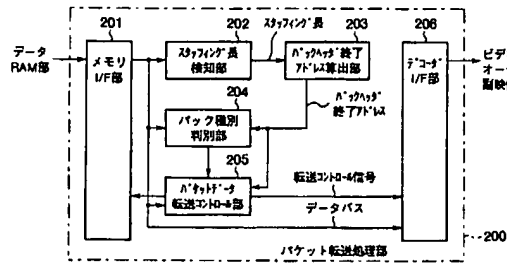 201
202
スタッフィング長
203
206
データ
RAM部
メモリ
I/F部
スタッフィング長
検知部
パックヘッダ終了
アドレス算出部
デコーダ
I/F部
ビデ
オー
副映
204
パック種別
判別部
パックヘッダ
終了アドレス
205
パケットデータ
転送コントロール部
転送コントロール信号
データバス
200
パケット転送処理部